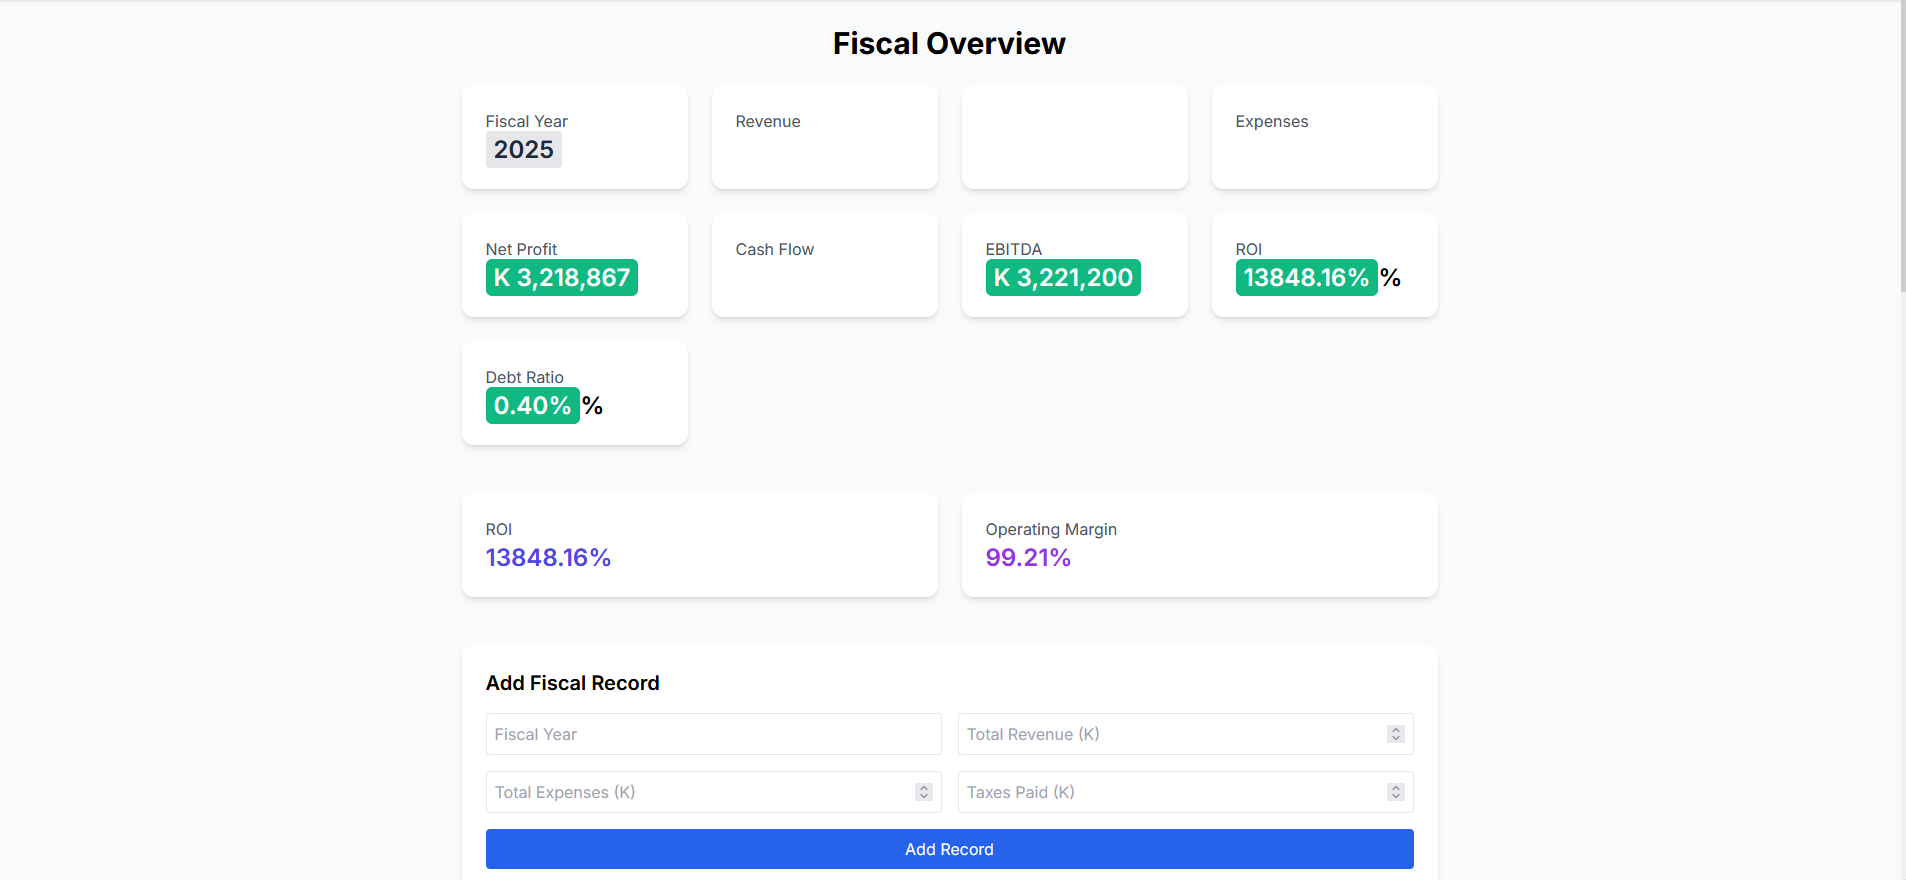 Fiscal Overview
Fiscal Year
2025
Revenue
Expenses
Net Profit
K 3,218,867
Cash Flow
EBITDA
K 3,221,200
ROI
13848.16% %
Debt Ratio
0.40% %
ROI
13848.16%
Operating Margin
99.21%
Add Fiscal Record
Fiscal Year
Total Revenue (K)
Total Expenses (K)
Taxes Paid (K)
Add Record